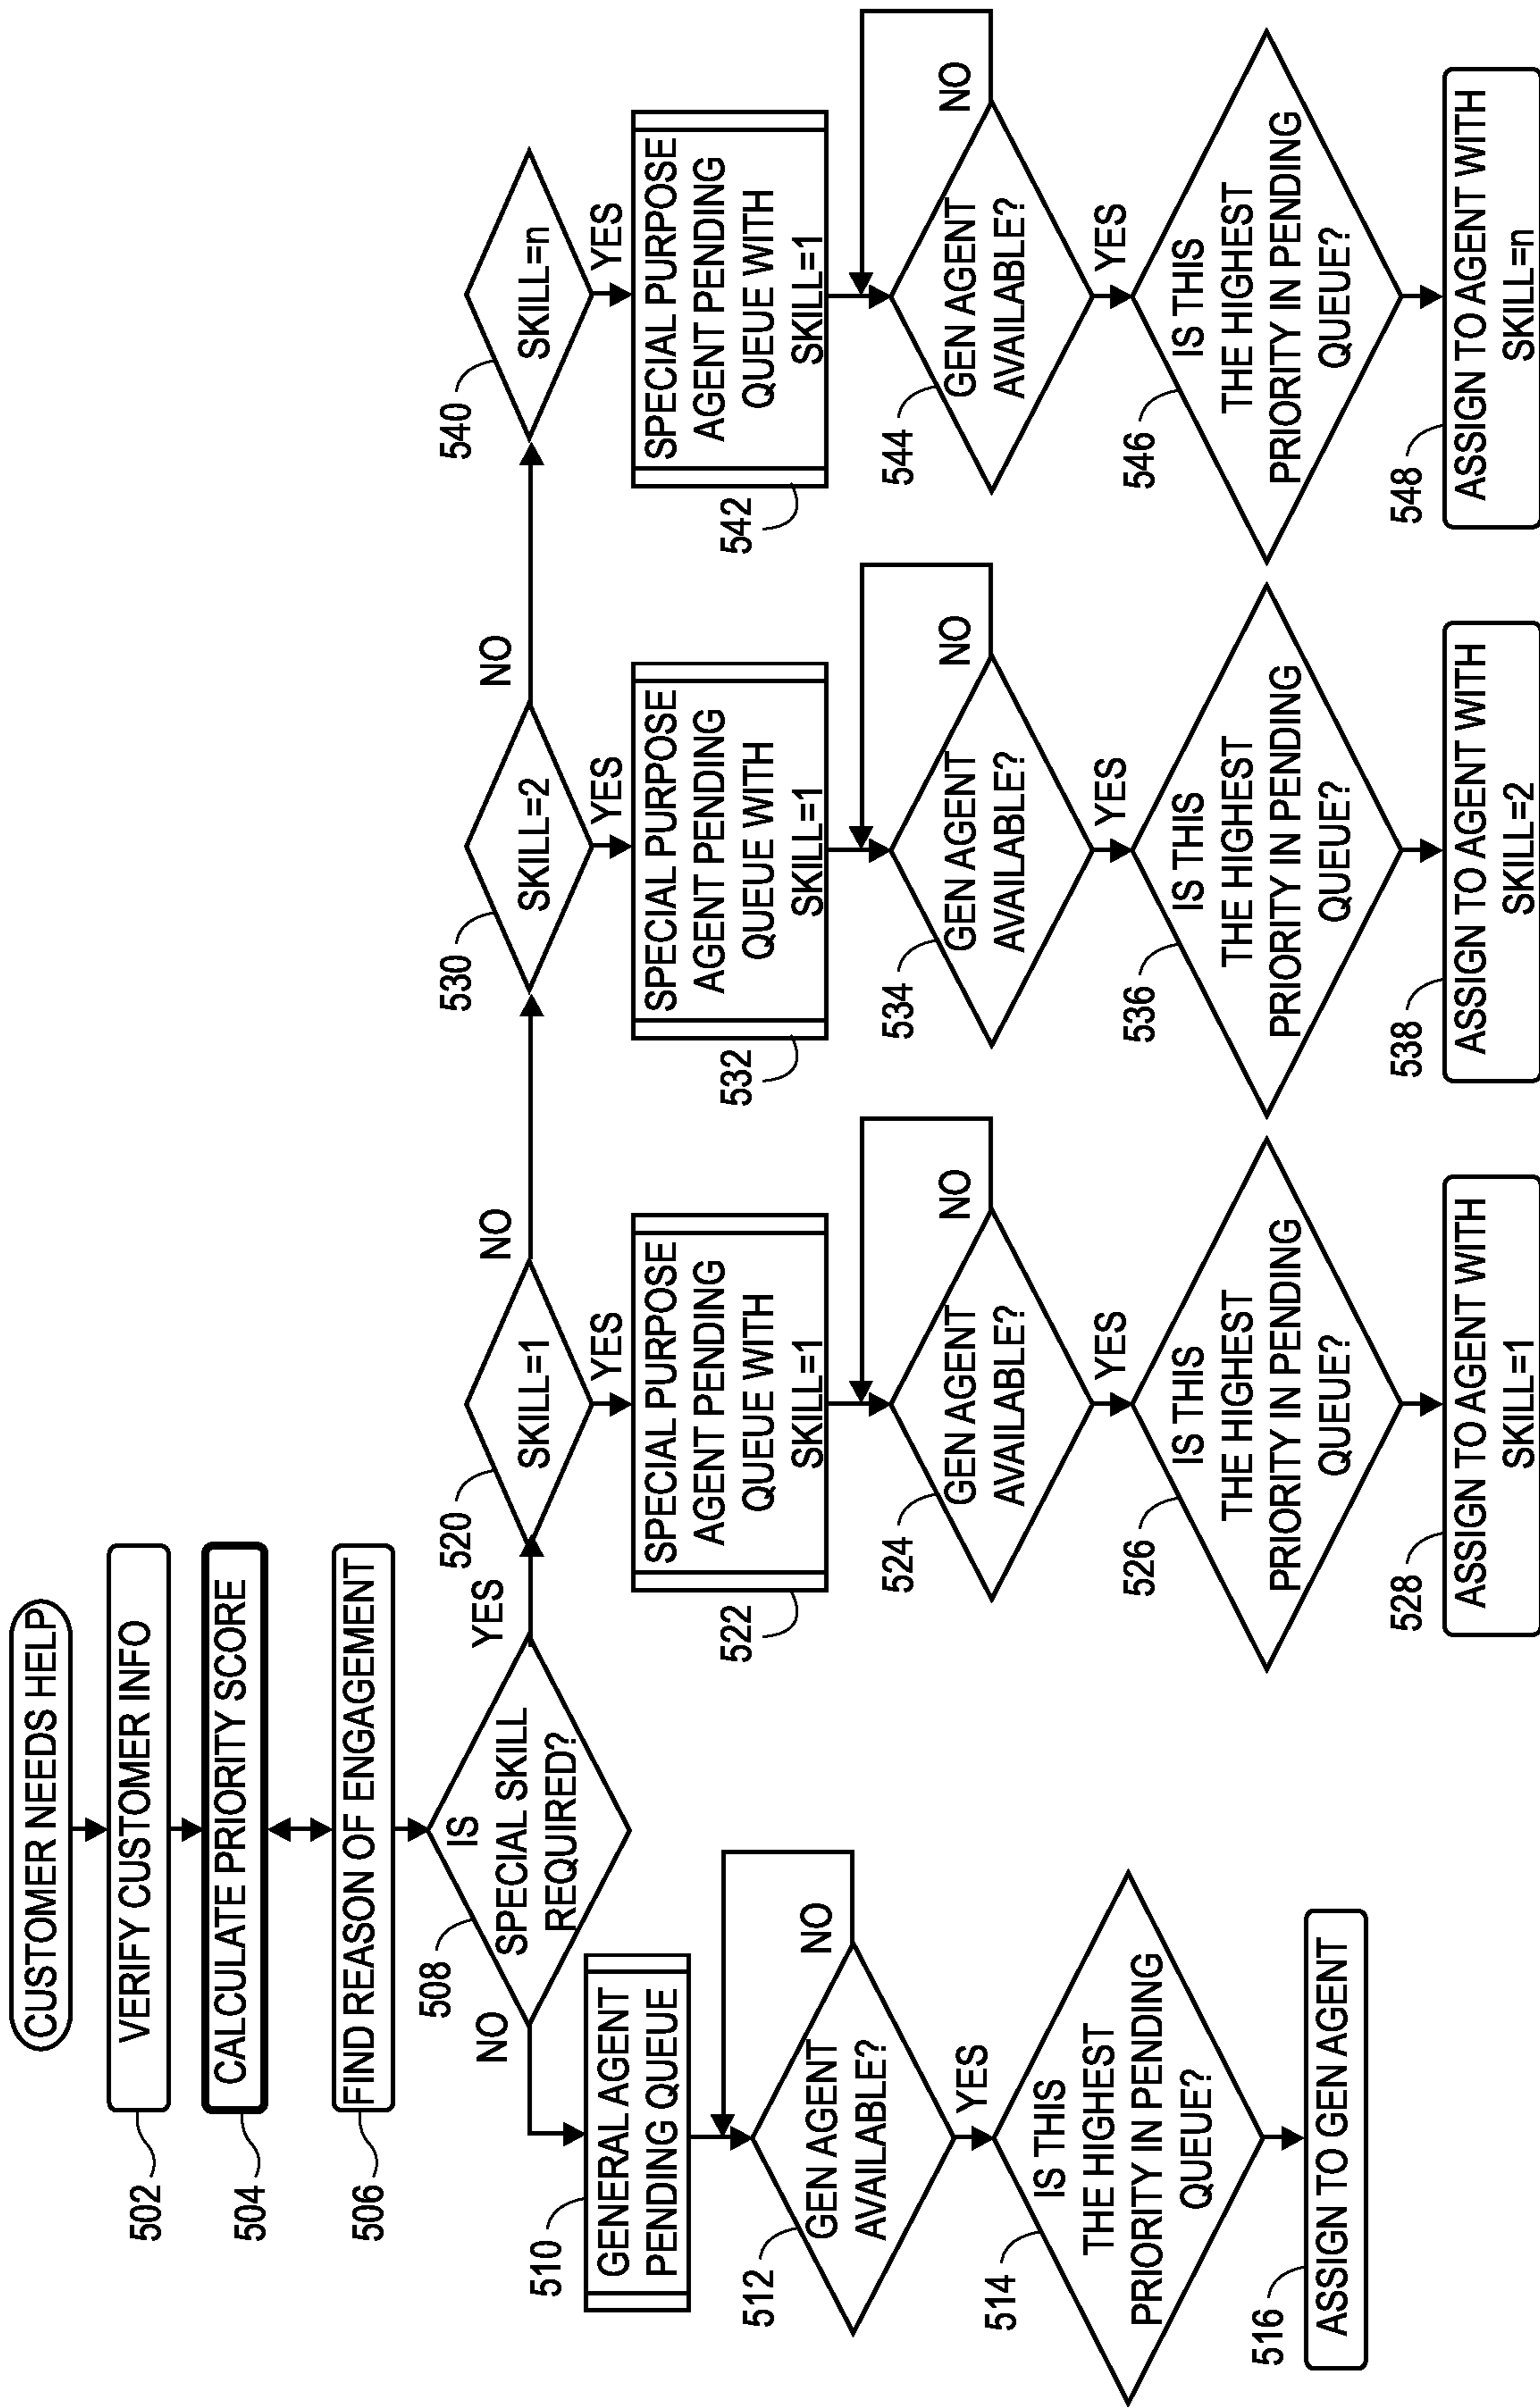 CUSTOMER NEEDS HELP
502
VERIFY CUSTOMER INFO
504
CALCULATE PRIORITY SCORE
506
FIND REASON OF ENGAGEMENT
508
IS
SPECIAL SKILL
REQUIRED?
NO
YES
510
GENERAL AGENT
PENDING QUEUE
512
GEN AGENT
AVAILABLE?
NO
YES
514
IS THIS
THE HIGHEST
PRIORITY IN PENDING
QUEUE?
516
ASSIGN TO GEN AGENT
520
SKILL=1
NO
YES
522
SPECIAL PURPOSE
AGENT PENDING
QUEUE WITH
SKILL=1
524
GEN AGENT
AVAILABLE?
NO
YES
526
IS THIS
THE HIGHEST
PRIORITY IN PENDING
QUEUE?
528
ASSIGN TO AGENT WITH
SKILL=1
530
SKILL=2
NO
YES
532
SPECIAL PURPOSE
AGENT PENDING
QUEUE WITH
SKILL=1
534
GEN AGENT
AVAILABLE?
NO
YES
536
IS THIS
THE HIGHEST
PRIORITY IN PENDING
QUEUE?
538
ASSIGN TO AGENT WITH
SKILL=2
540
SKILL=n
YES
542
SPECIAL PURPOSE
AGENT PENDING
QUEUE WITH
SKILL=1
544
GEN AGENT
AVAILABLE?
NO
YES
546
IS THIS
THE HIGHEST
PRIORITY IN PENDING
QUEUE?
548
ASSIGN TO AGENT WITH
SKILL=n